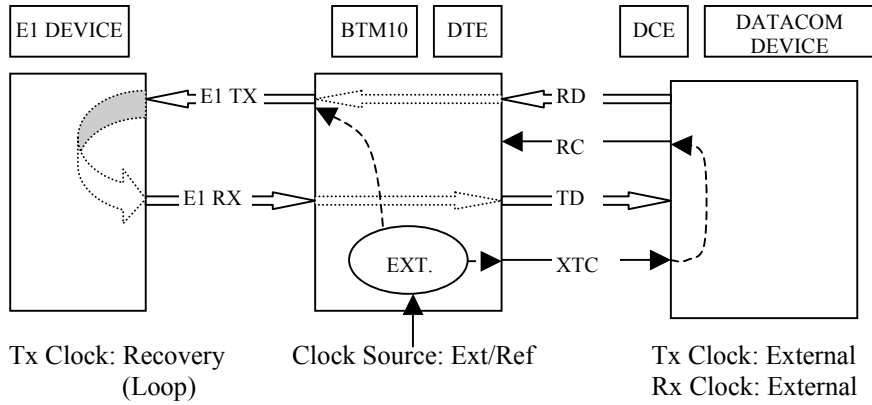 E1 DEVICE
BTM10
DTE
DCE
DATACOM
DEVICE
E1 TX
RD
RC
E1 RX
TD
EXT.
XTC
Tx Clock: Recovery
(Loop)
Clock Source: Ext/Ref
Tx Clock: External
Rx Clock: External